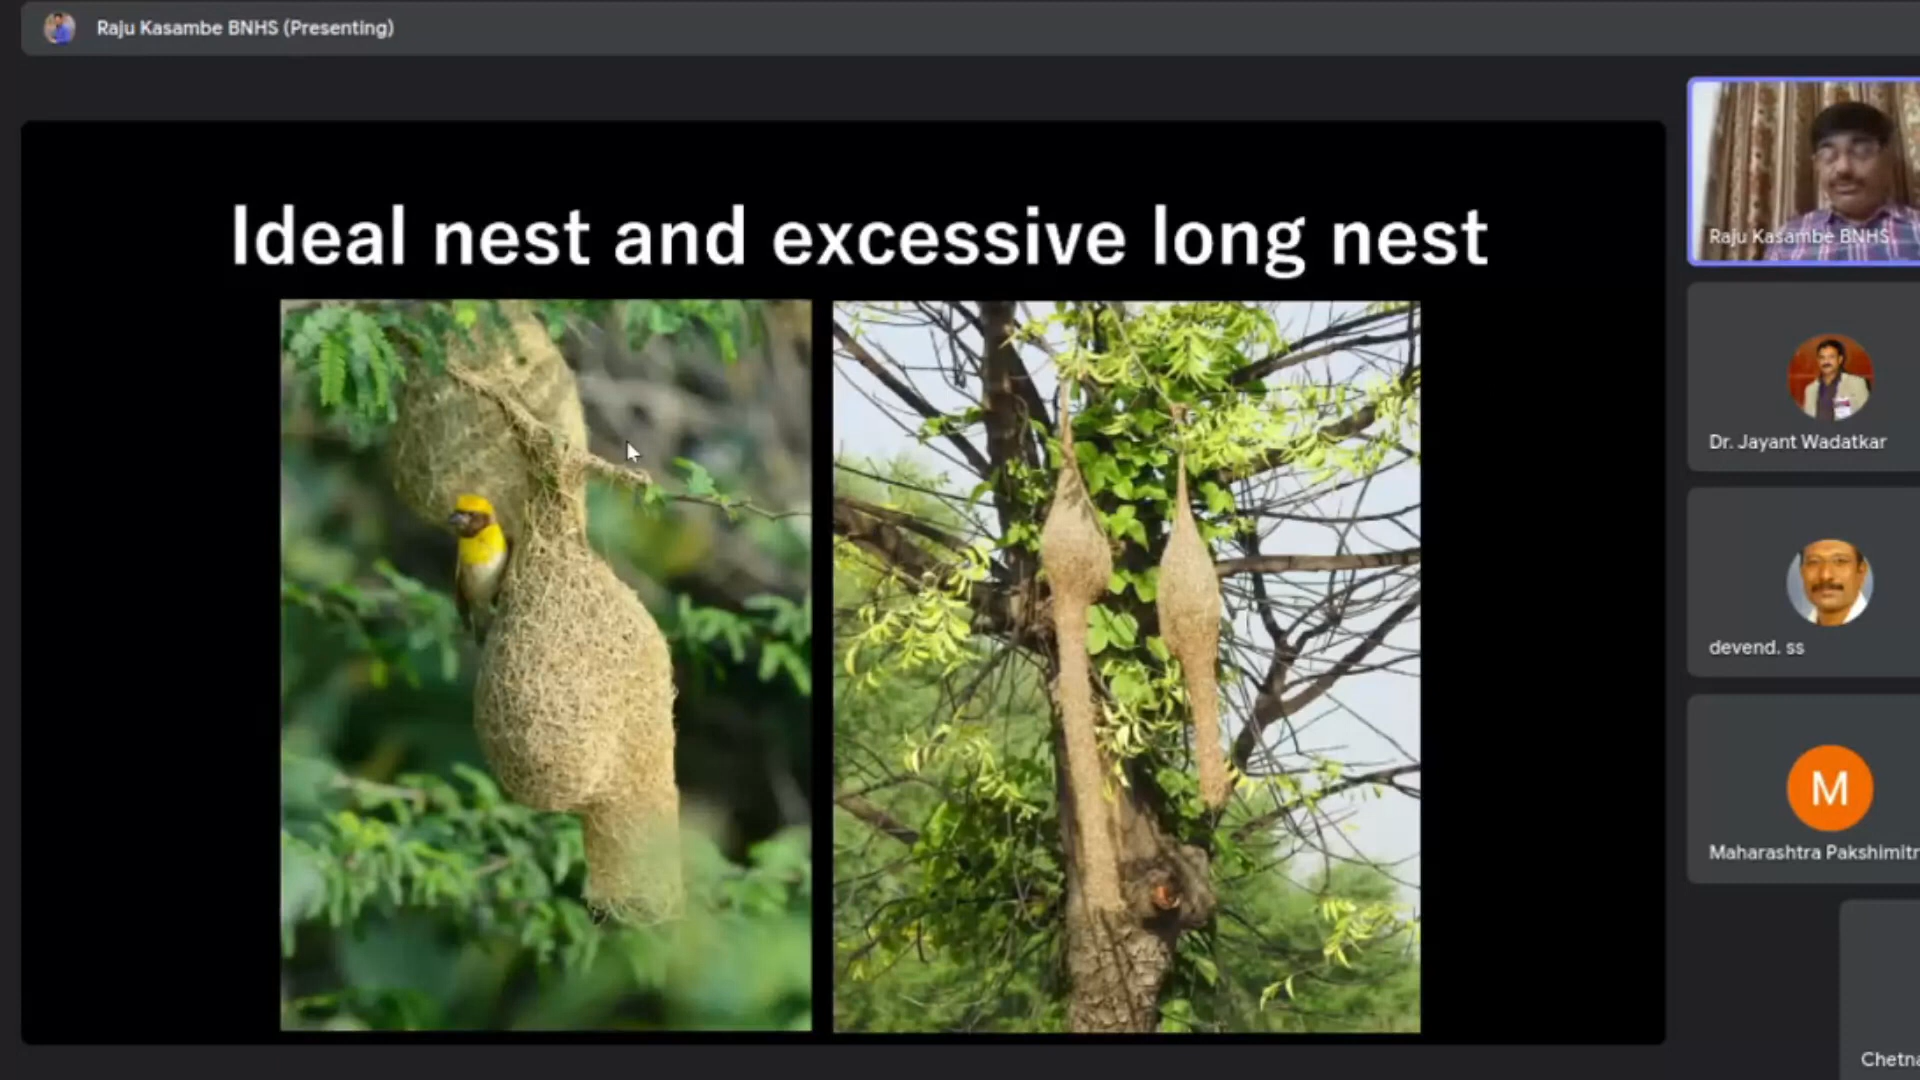 Raju Kasambe BNHS (Presenting)
Ideal nest and excessive long nest
Raju Kasambe BNHS
Dr. Jayant Wadatkar
devend. ss
M
Maharashtra Pakshimitr
Chetna